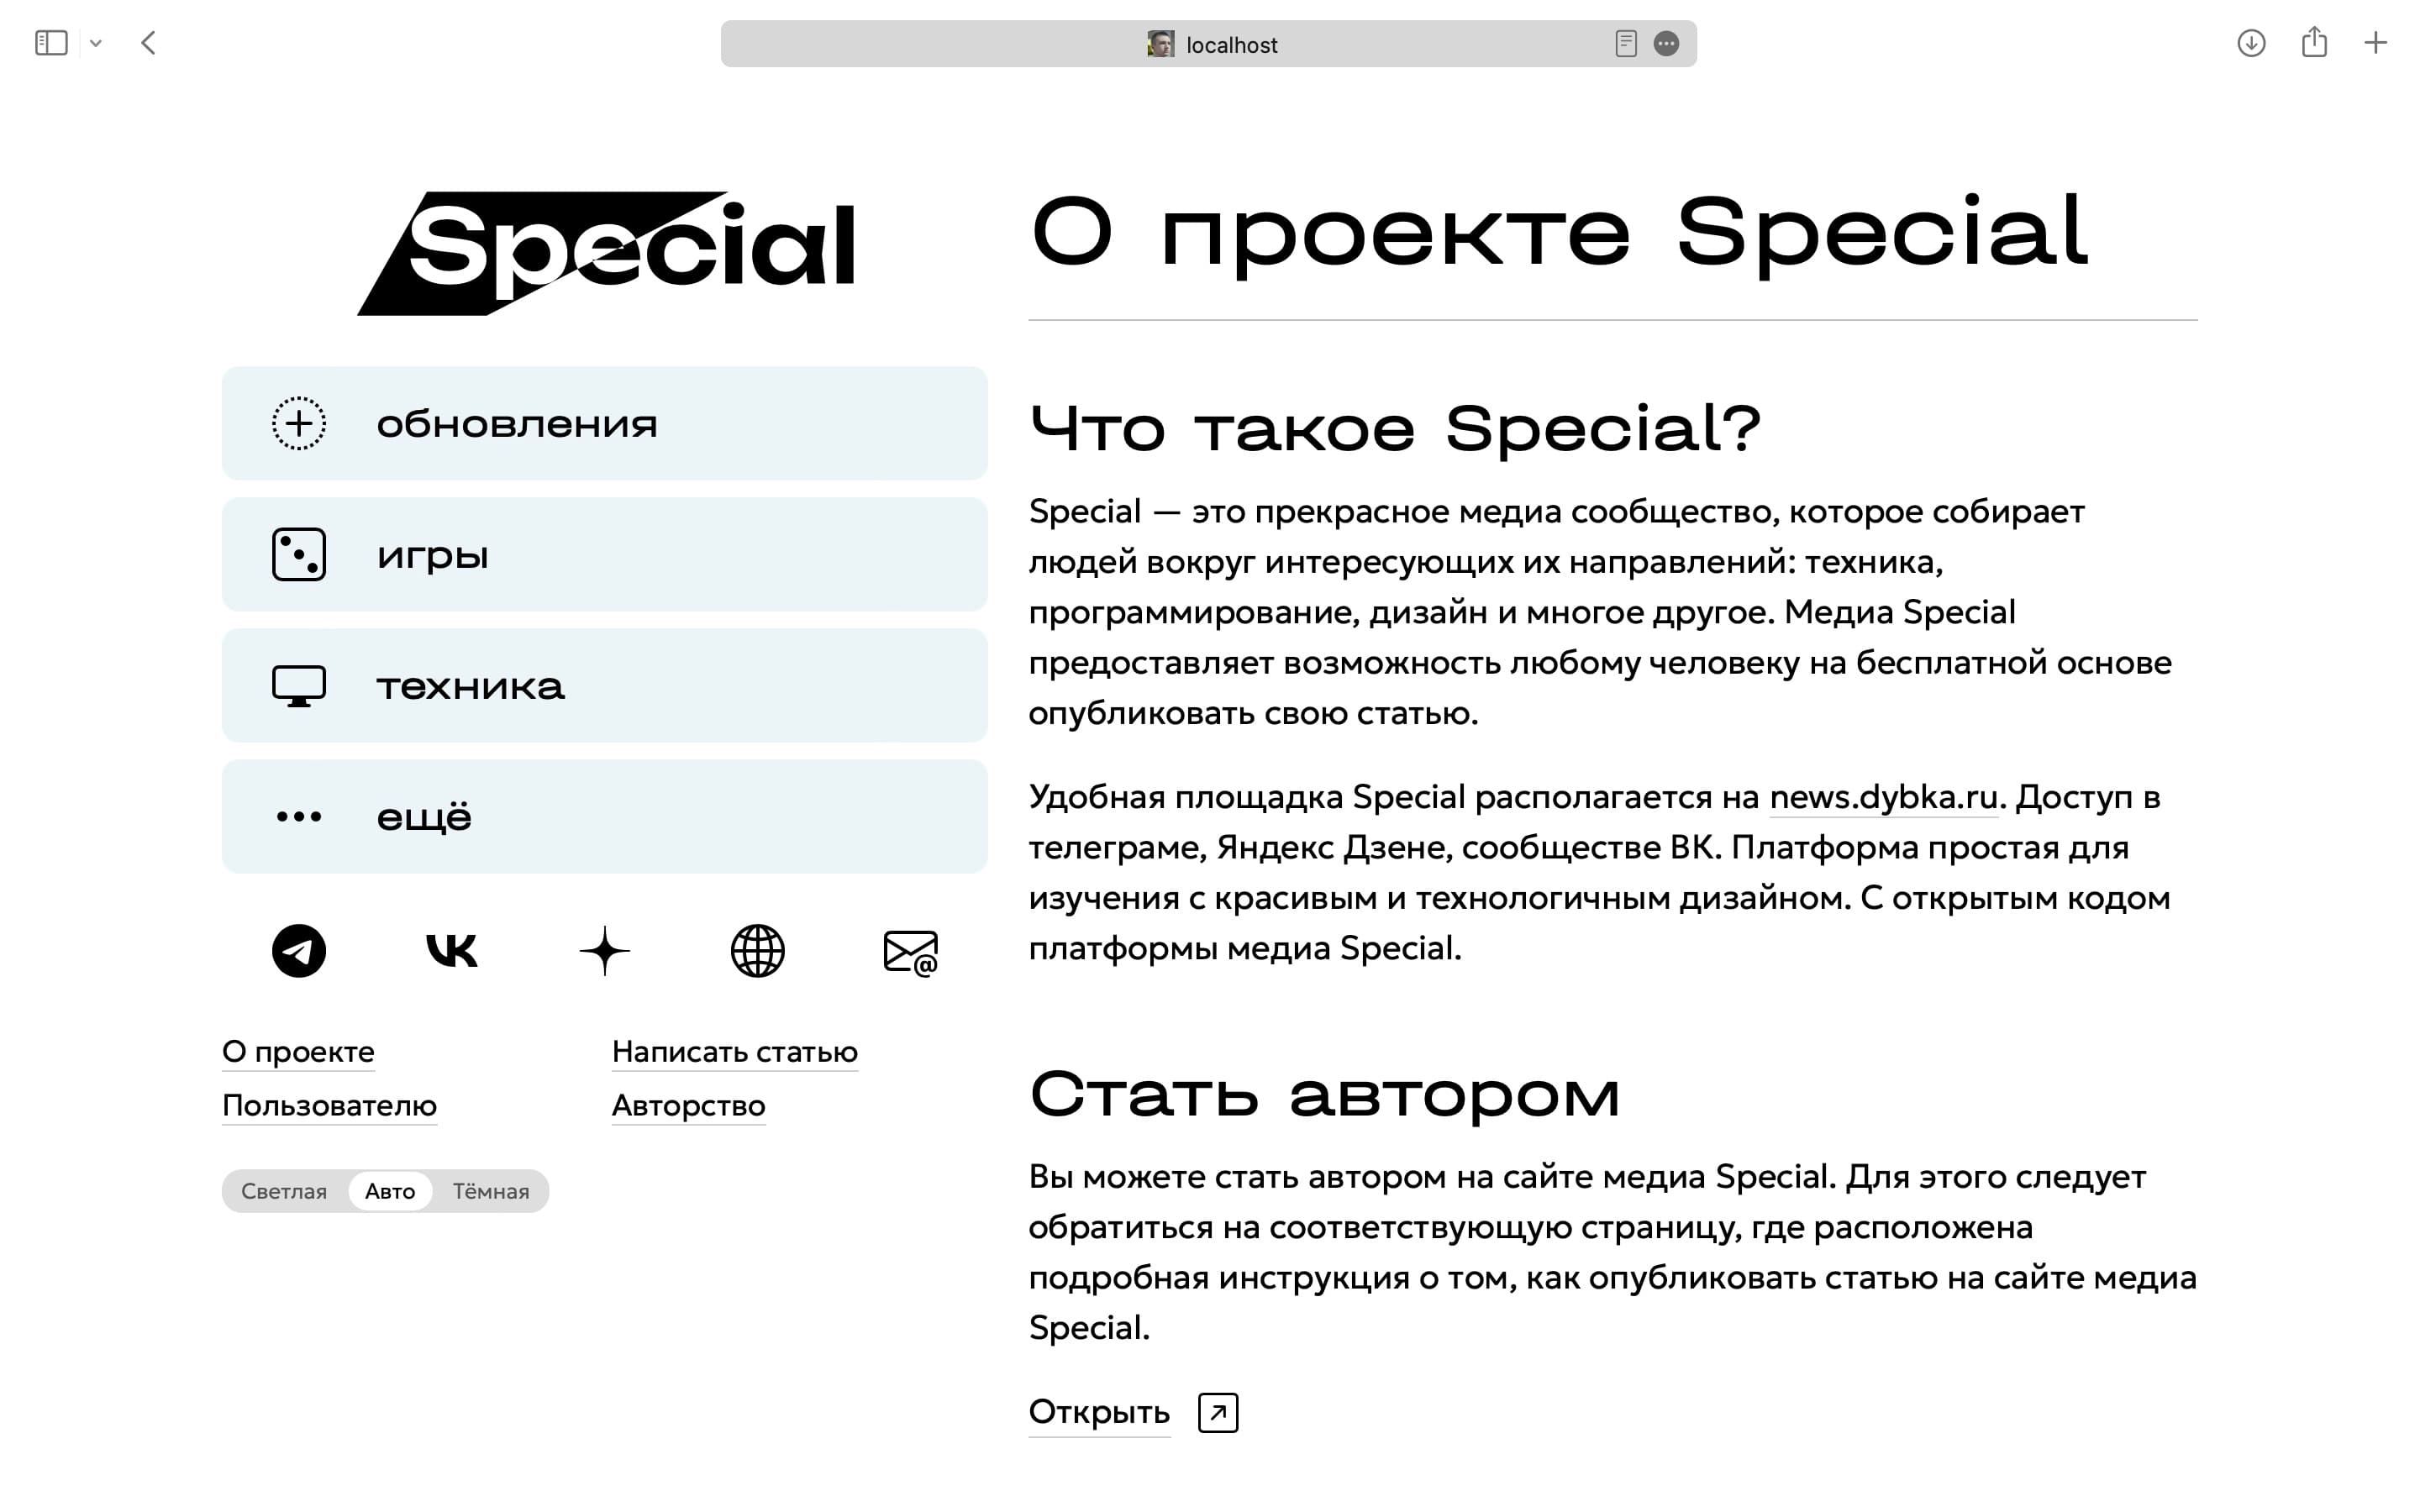 localhost
Special
обновления
игры
техника
ещё
О проекте
Написать статью
Пользователю
Авторство
Светлая Авто Тёмная
О проекте Special
Что такое Special?
Special — это прекрасное медиа сообщество, которое собирает
людей вокруг интересующих их направлений: техника,
программирование, дизайн и многое другое. Медиа Special
предоставляет возможность любому человеку на бесплатной основе
опубликовать свою статью.
Удобная площадка Special располагается на news.dybka.ru. Доступ в
телеграме, Яндекс Дзене, сообществе ВК. Платформа простая для
изучения с красивым и технологичным дизайном. С открытым кодом
платформы медиа Special.
Стать автором
Вы можете стать автором на сайте медиа Special. Для этого следует
обратиться на соответствующую страницу, где расположена
подробная инструкция о том, как опубликовать статью на сайте медиа
Special.
Открыть